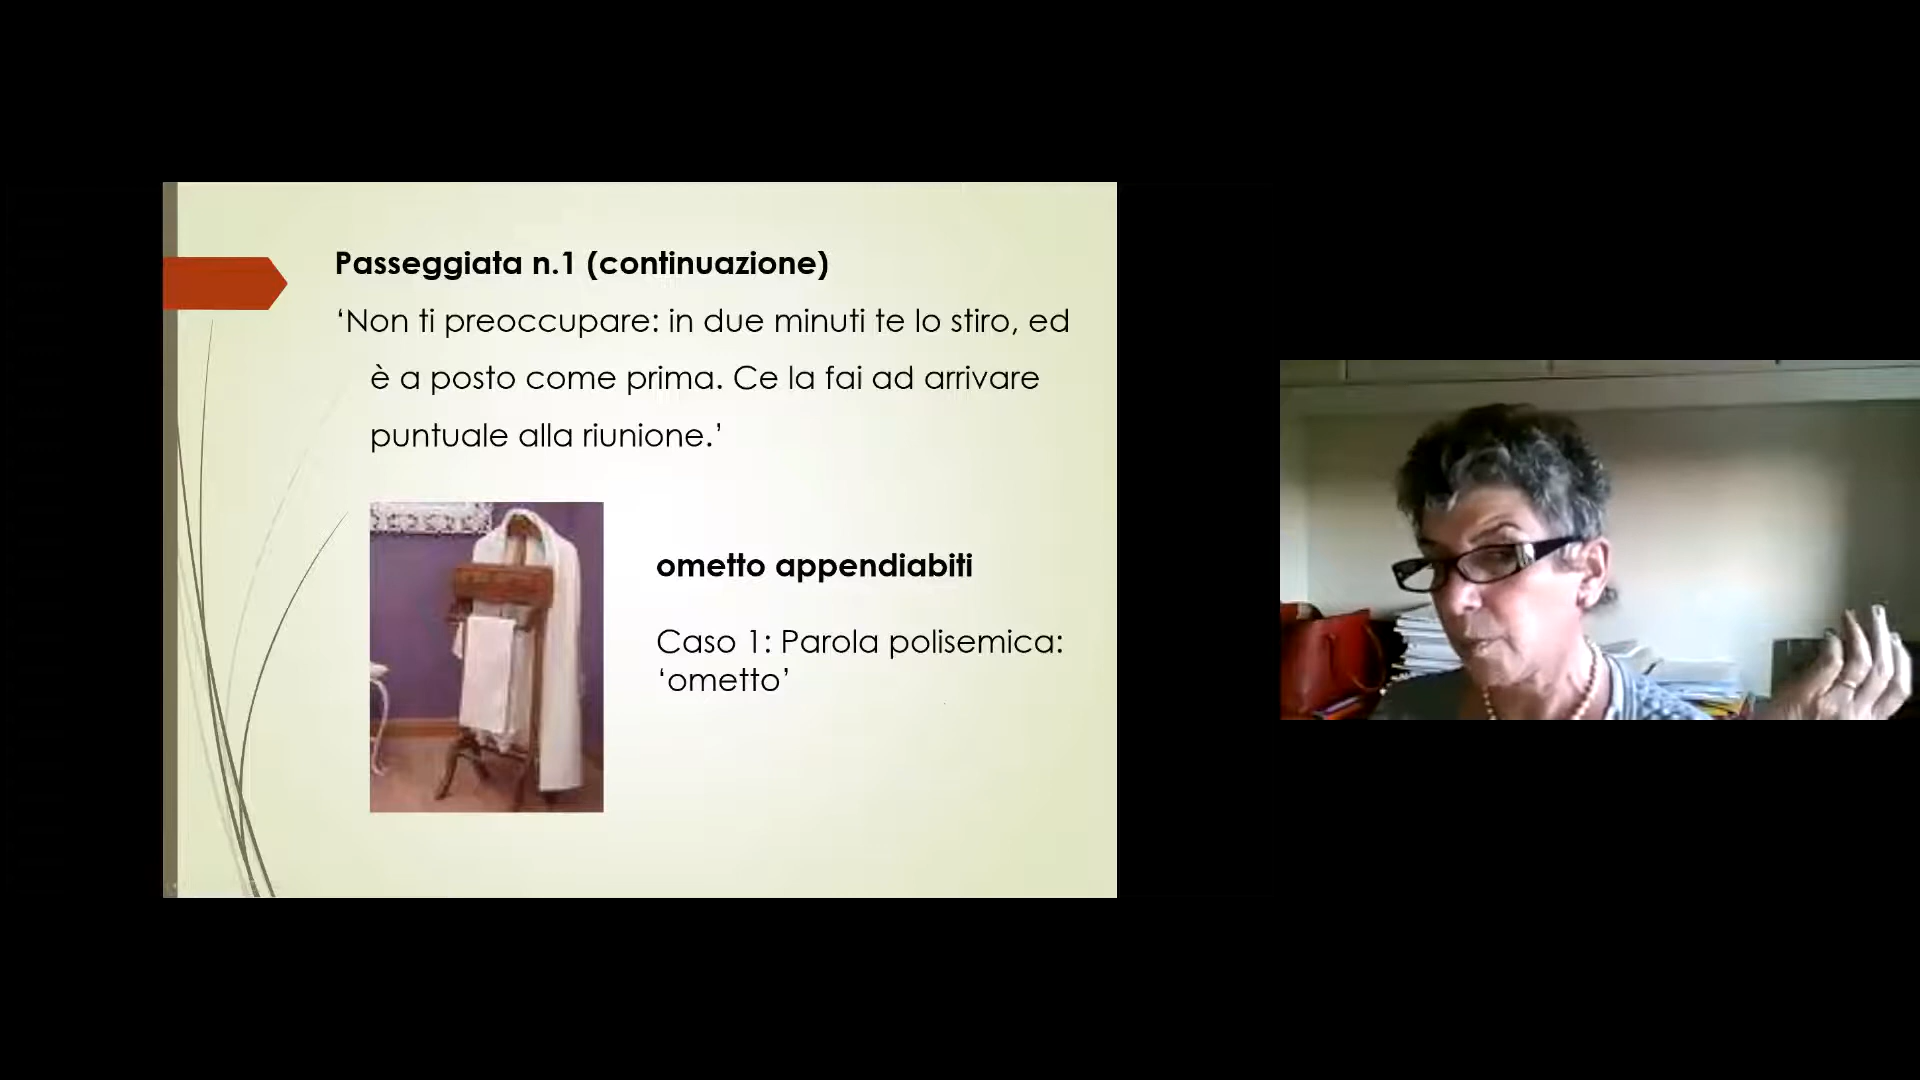 Passeggiata n.1 (continuazione)
‘Non ti preoccupare: in due minuti te lo stiro, ed
è a posto come prima. Ce la fai ad arrivare
puntuale alla riunione.’
ometto appendiabiti
Caso 1: Parola polisemica:
‘ometto’